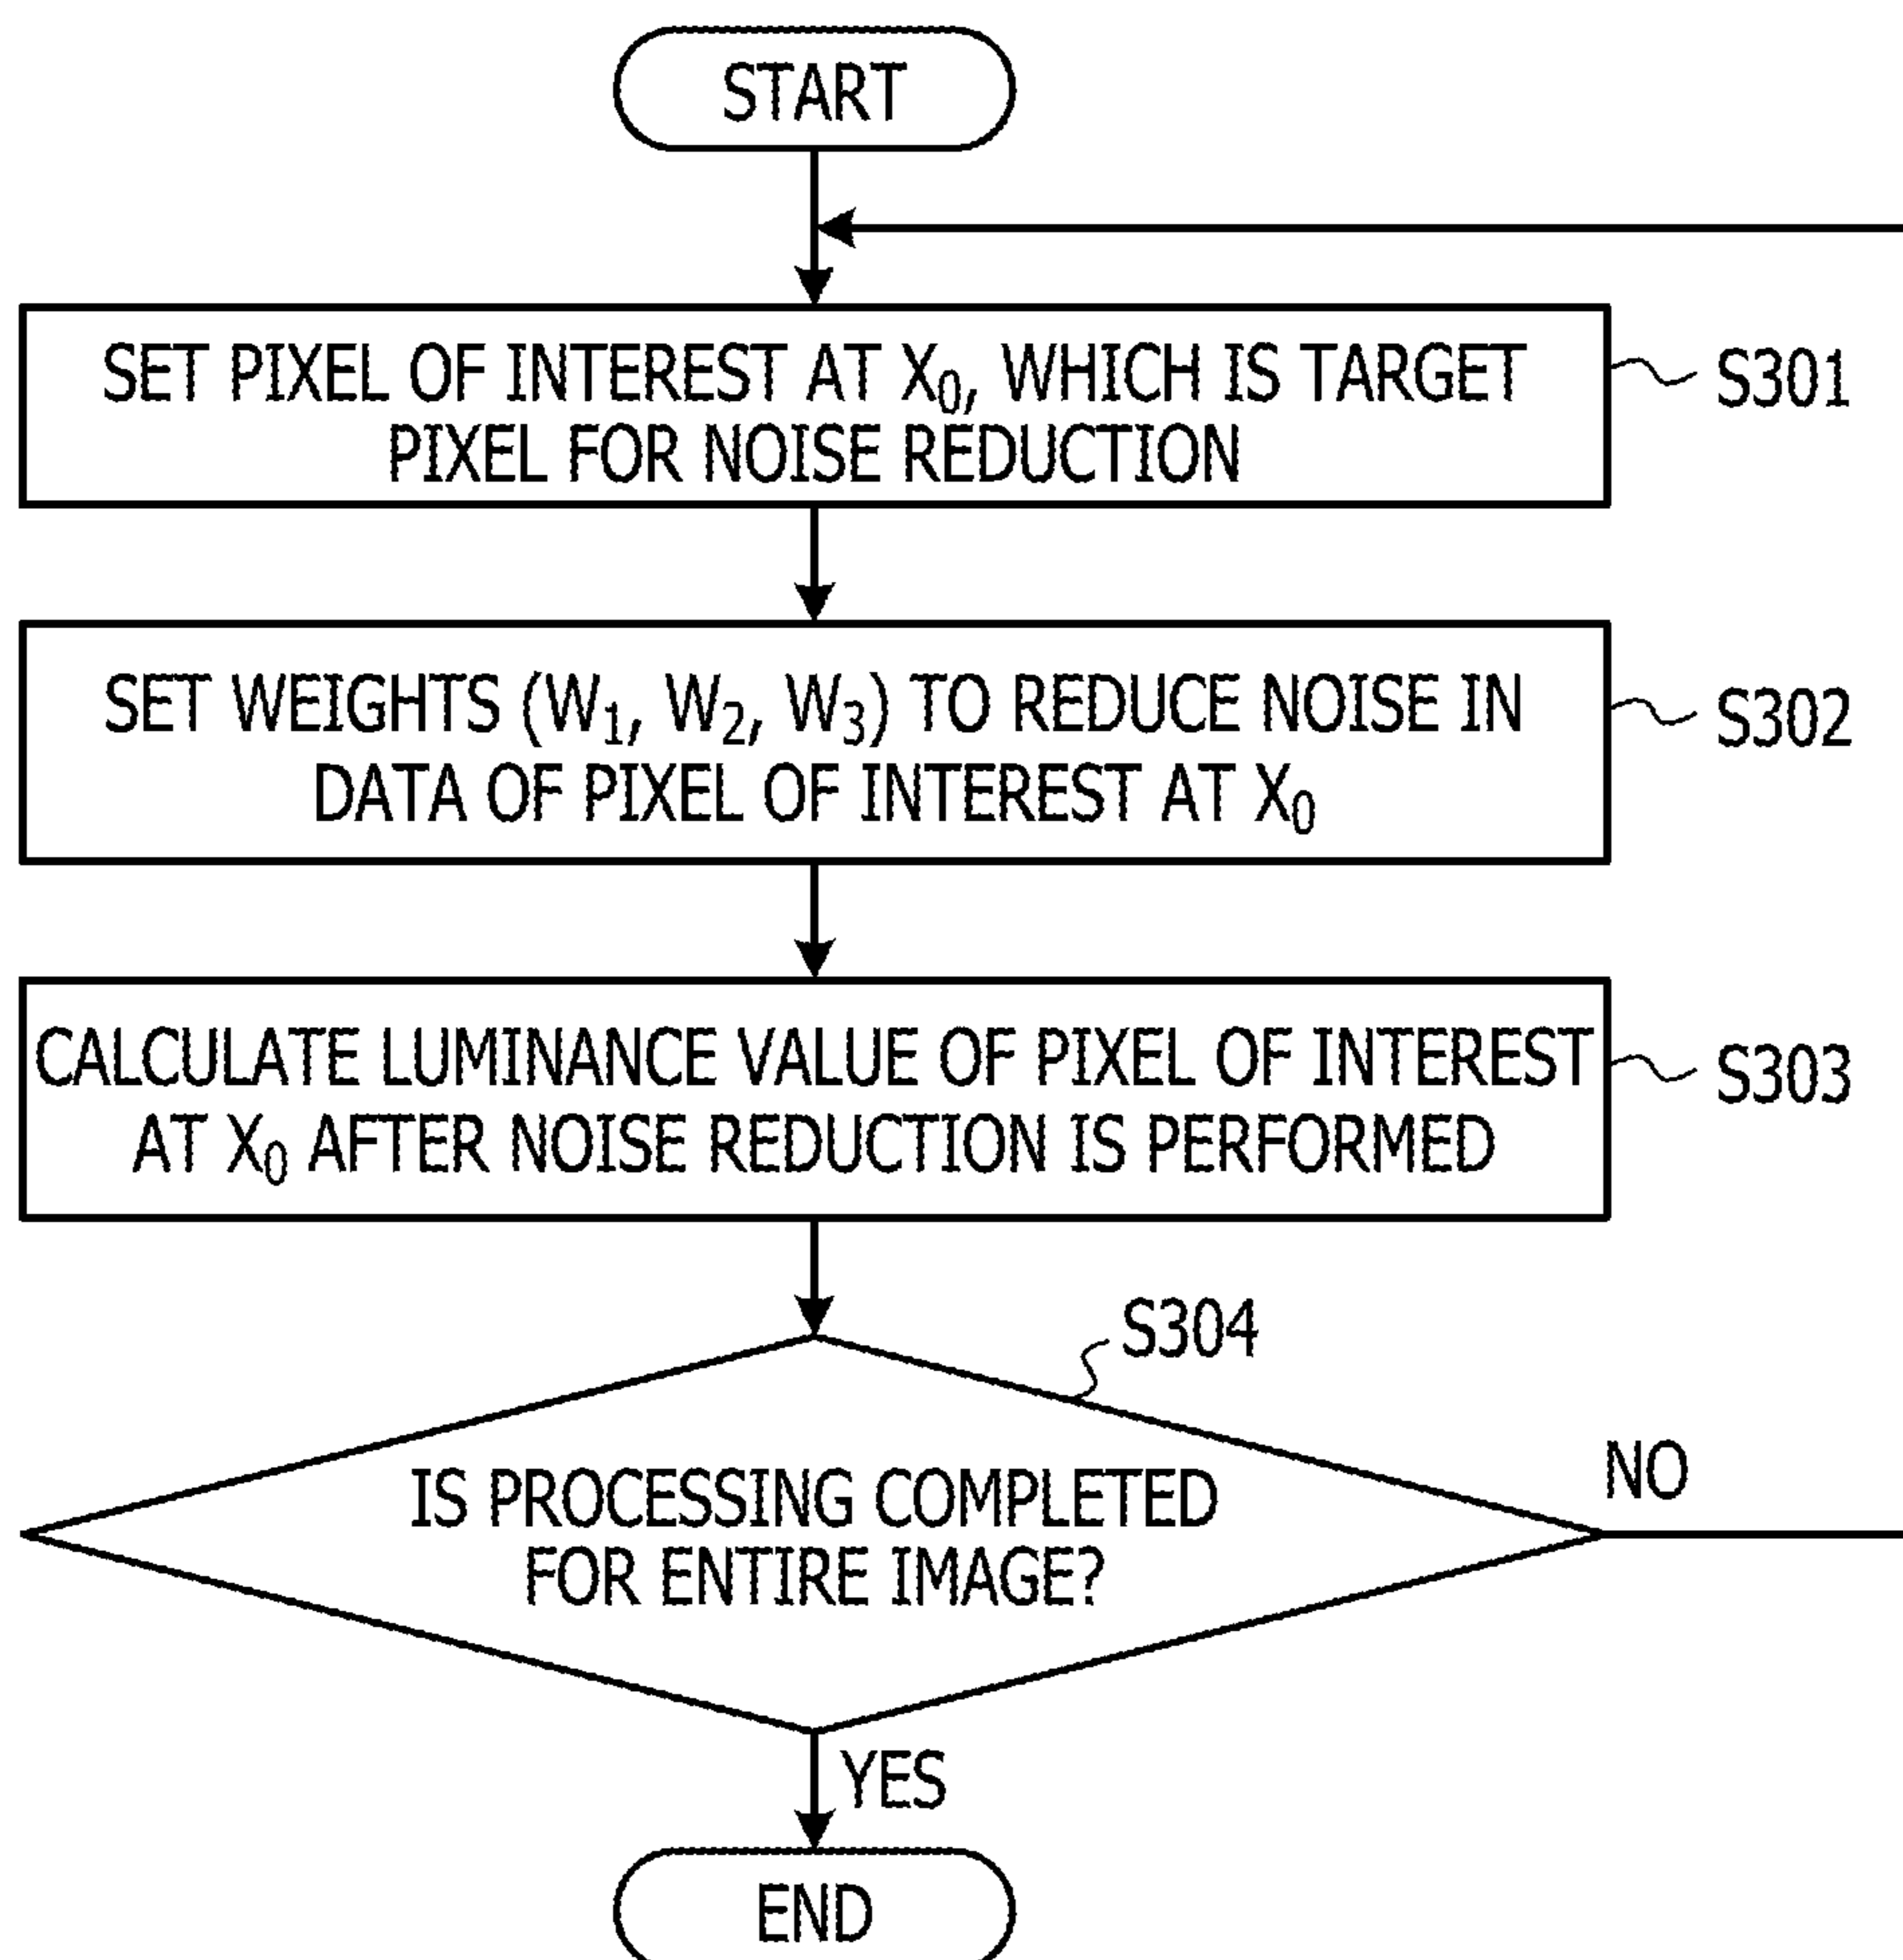 START
SET PIXEL OF INTEREST AT X₀, WHICH IS TARGET
PIXEL FOR NOISE REDUCTION
S301
SET WEIGHTS (W₁, W₂, W₃) TO REDUCE NOISE IN
DATA OF PIXEL OF INTEREST AT X₀
S302
CALCULATE LUMINANCE VALUE OF PIXEL OF INTEREST
AT X₀ AFTER NOISE REDUCTION IS PERFORMED
S303
S304
IS PROCESSING COMPLETED
FOR ENTIRE IMAGE?
NO
YES
END